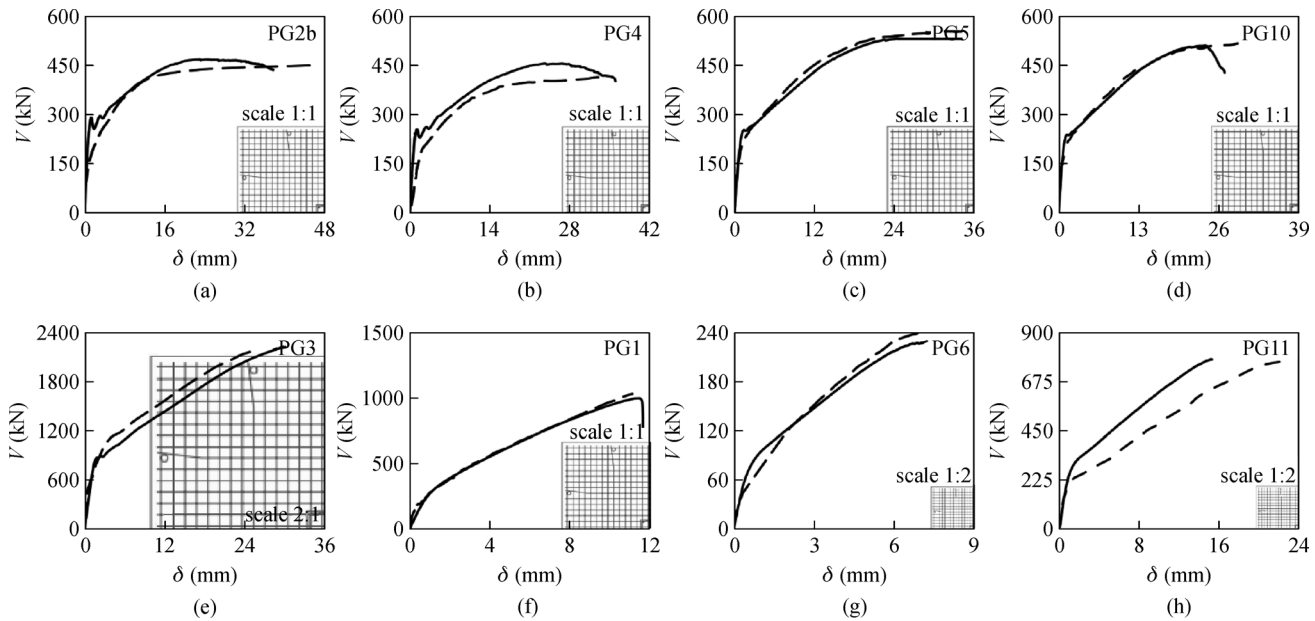 600
450
300
150
0
V (kN)
PG2b
scale 1:1
0 16 32 48
δ (mm)
(a)
600
450
300
150
0
V (kN)
PG4
scale 1:1
0 14 28 42
δ (mm)
(b)
600
450
300
150
0
V (kN)
PG5
scale 1:1
0 12 24 36
δ (mm)
(c)
600
450
300
150
0
V (kN)
PG10
scale 1:1
0 13 26 39
δ (mm)
(d)
2400
1800
1200
600
0
V (kN)
PG3
scale 2:1
0 12 24 36
δ (mm)
(e)
1500
1000
500
0
V (kN)
PG1
scale 1:1
0 4 8 12
δ (mm)
(f)
240
180
120
60
0
V (kN)
PG6
scale 1:2
0 3 6 9
δ (mm)
(g)
900
675
450
225
0
V (kN)
PG11
scale 1:2
0 8 16 24
δ (mm)
(h)